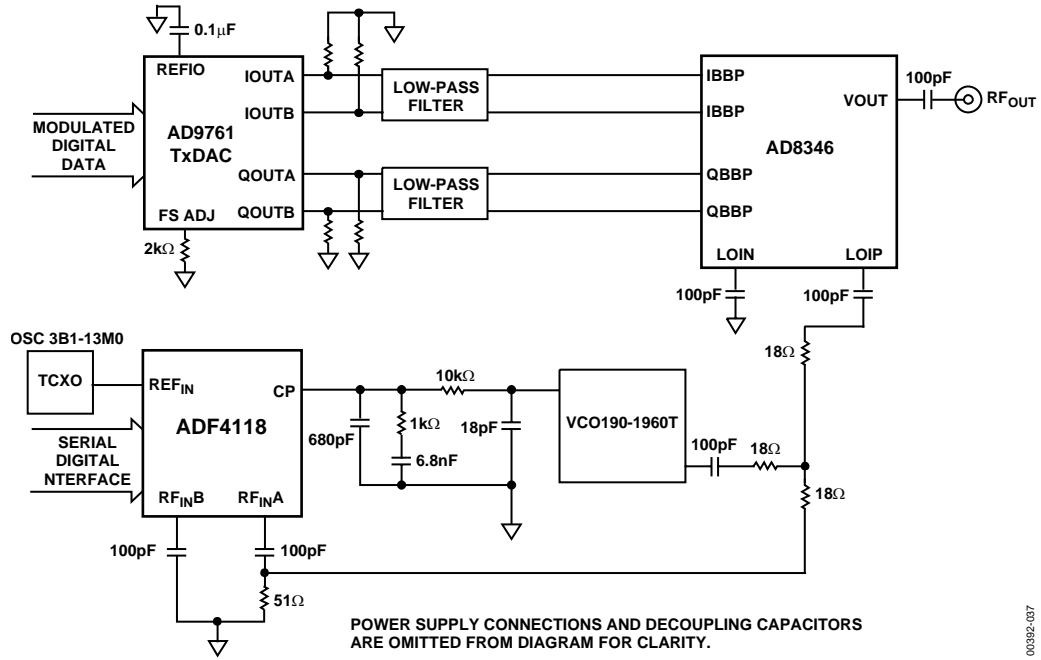 0.1μF
REFIO
IOUTA
IOUTB
QOUTA
QOUTB
FS ADJ
AD9761
TxDAC
MODULATED
DIGITAL
DATA
2kΩ
LOW-PASS
FILTER
LOW-PASS
FILTER
IBBP
IBBP
QBBP
QBBP
AD8346
VOUT
LOIN
LOIP
100pF
RFOUT
100pF
100pF
18Ω
OSC 3B1-13M0
TCXO
REFIN
CP
ADF4118
SERIAL
DIGITAL
NTERFACE
RFINB
RFINA
680pF
1kΩ
6.8nF
10kΩ
18pF
VCO190-1960T
100pF
18Ω
18Ω
100pF
100pF
51Ω
POWER SUPPLY CONNECTIONS AND DECOUPLING CAPACITORS
ARE OMITTED FROM DIAGRAM FOR CLARITY.
00392-037